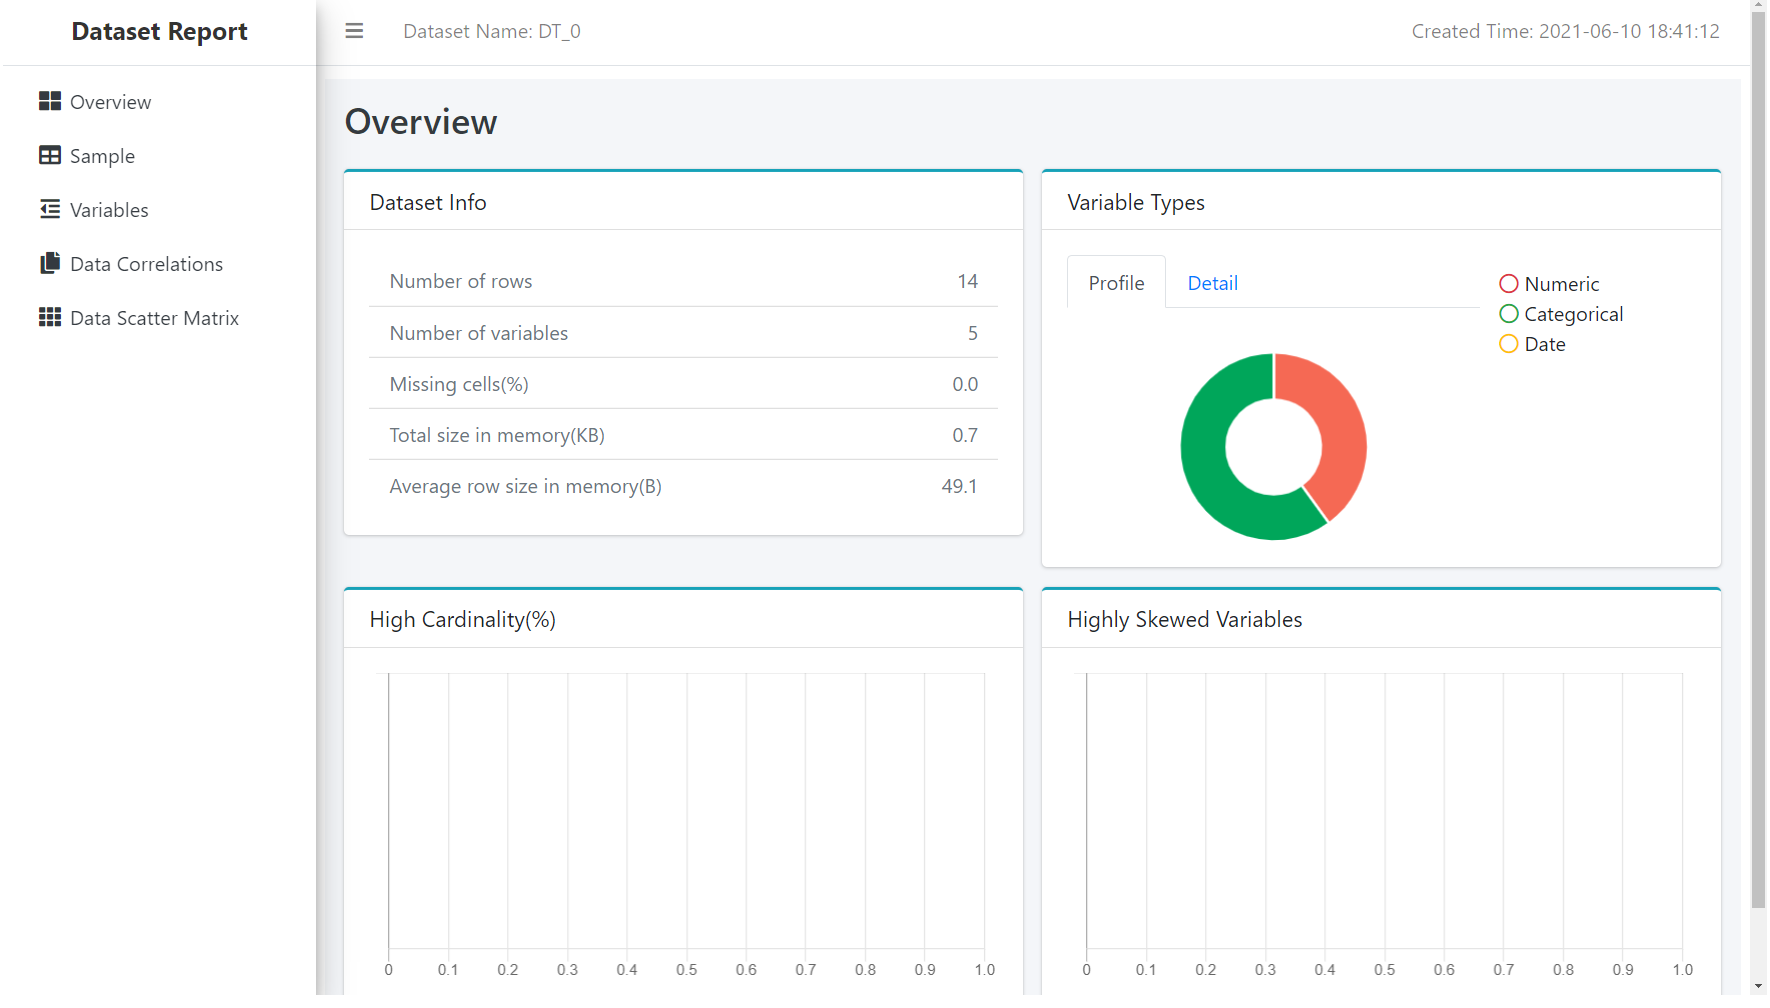 Dataset Report
Dataset Name: DT_0
Created Time: 2021-06-10 18:41:12
Overview
Sample
Variables
Data Correlations
Data Scatter Matrix
Overview
Dataset Info
Number of rows 14
Number of variables 5
Missing cells(%) 0.0
Total size in memory(KB) 0.7
Average row size in memory(B) 49.1
Variable Types
Profile Detail
Numeric
Categorical
Date
High Cardinality(%)
0 0.1 0.2 0.3 0.4 0.5 0.6 0.7 0.8 0.9 1.0
Highly Skewed Variables
0 0.1 0.2 0.3 0.4 0.5 0.6 0.7 0.8 0.9 1.0